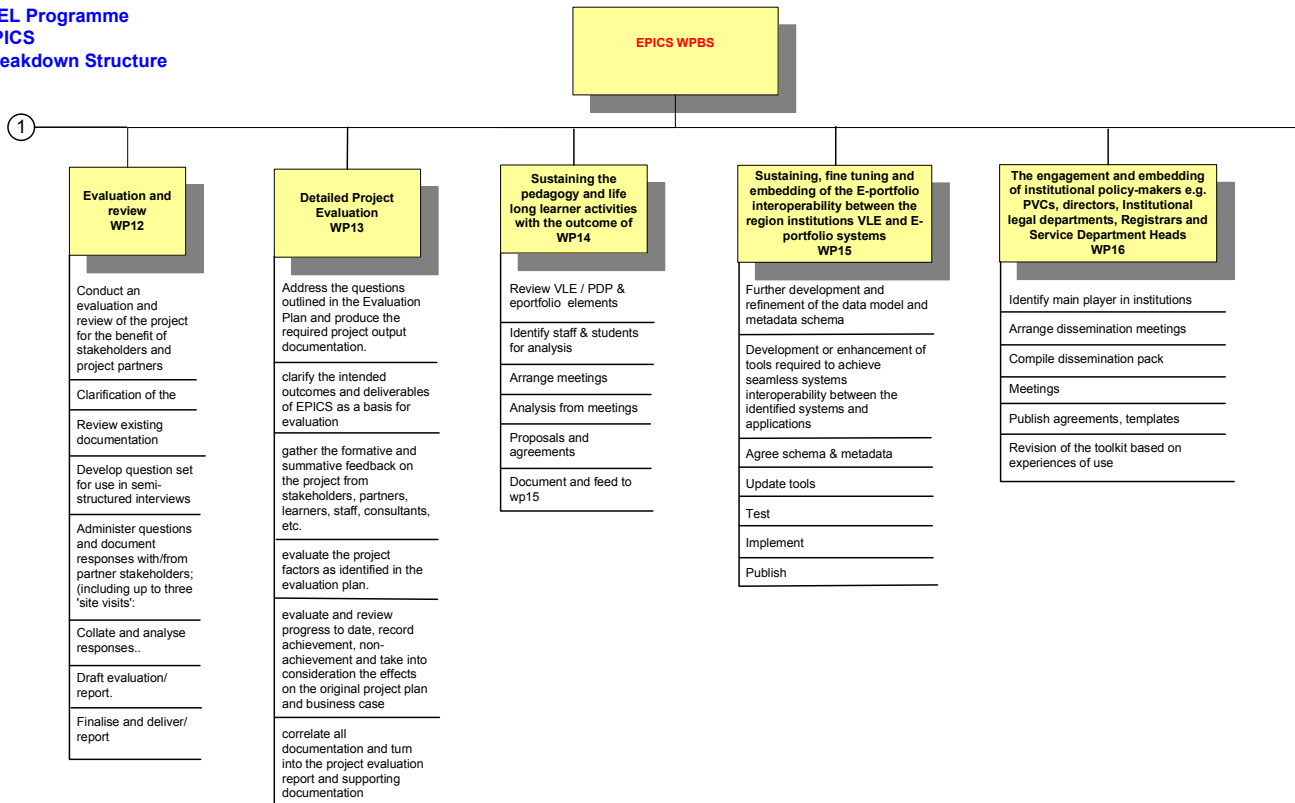 EL Programme
PICS
eakdown Structure
EPICS WPBS
1
Evaluation and
review
WP12
Conduct an
evaluation and
review of the project
for the benefit of
stakeholders and
project partners
Clarification of the
Review existing
documentation
Develop question set
for use in semi-
structured interviews
Administer questions
and document
responses with/from
partner stakeholders;
(including up to three
'site visits':
Collate and analyse
responses..
Draft evaluation/
report.
Finalise and deliver/
report
Detailed Project
Evaluation
WP13
Address the questions
outlined in the Evaluation
Plan and produce the
required project output
documentation.
clarify the intended
outcomes and deliverables
of EPICS as a basis for
evaluation
gather the formative and
summative feedback on
the project from
stakeholders, partners,
learners, staff, consultants,
etc.
evaluate the project
factors as identified in the
evaluation plan.
evaluate and review
progress to date, record
achievement, non-
achievement and take into
consideration the effects
on the original project plan
and business case
correlate all
documentation and turn
into the project evaluation
report and supporting
documentation
Sustaining the
pedagogy and life
long learner activities
with the outcome of
WP14
Review VLE / PDP &
eportfolio elements
Identify staff & students
for analysis
Arrange meetings
Analysis from meetings
Proposals and
agreements
Document and feed to
wp15
Sustaining, fine tuning and
embedding of the E-portfolio
interoperability between the
region institutions VLE and E-
portfolio systems
WP15
Further development and
refinement of the data model and
metadata schema
Development or enhancement of
tools required to achieve
seamless systems
interoperability between the
identified systems and
applications
Agree schema & metadata
Update tools
Test
Implement
Publish
The engagement and embedding
of institutional policy-makers e.g.
PVCs, directors, Institutional
legal departments, Registrars and
Service Department Heads
WP16
Identify main player in institutions
Arrange dissemination meetings
Compile dissemination pack
Meetings
Publish agreements, templates
Revision of the toolkit based on
experiences of use